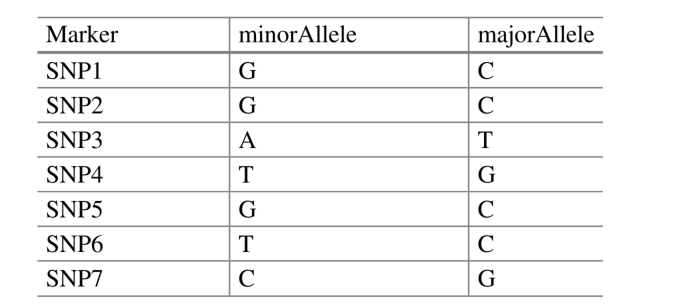 Marker minorAllele majorAllele
SNP1 G C
SNP2 G C
SNP3 A T
SNP4 T G
SNP5 G C
SNP6 T C
SNP7 C G